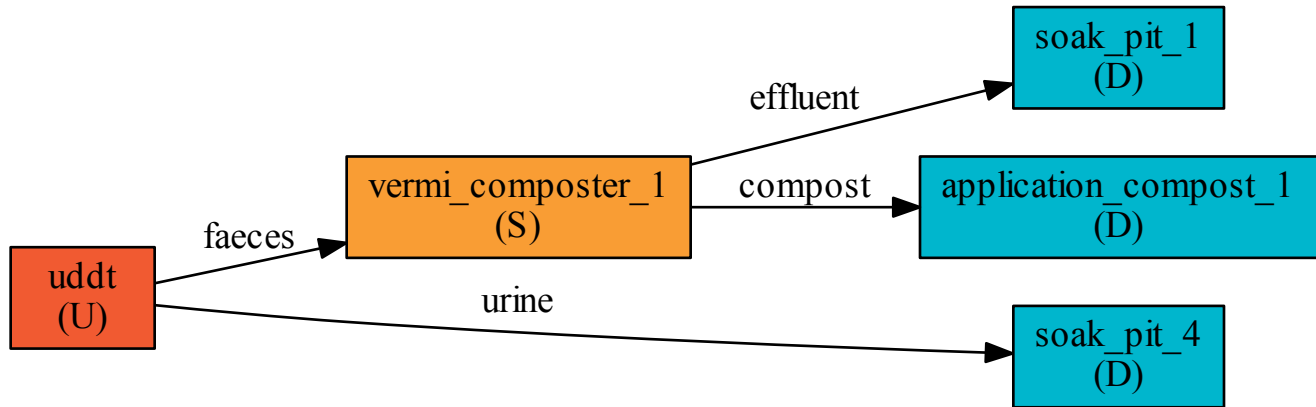 soak_pit_1
(D)
effluent
vermi_composter_1
(S)
compost
application_compost_1
(D)
faeces
uddt
(U)
urine
soak_pit_4
(D)